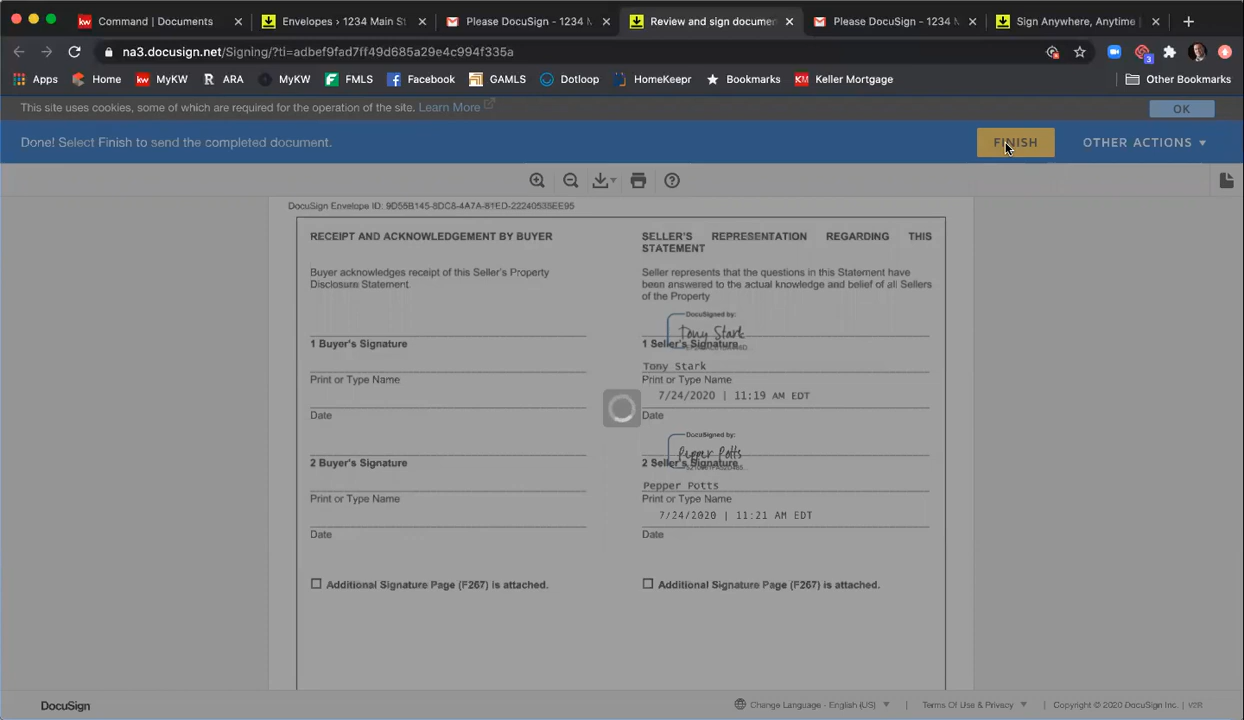 Command | Documents
Envelopes › 1234 Main St
Please DocuSign - 1234 M
Review and sign documen
Please DocuSign - 1234 M
Sign Anywhere, Anytime |
na3.docusign.net/Signing/?ti=adbef9fad7ff49d685a29e4c994f335a
3
Apps
Home
kw MyKW
R ARA
MyKW
FMLS
Facebook
GAMLS
Dotloop
HomeKeepr
Bookmarks
KM Keller Mortgage
Other Bookmarks
This site uses cookies, some of which are required for the operation of the site. Learn More
OK
Done! Select Finish to send the completed document.
FINISH
OTHER ACTIONS
RECEIPT AND ACKNOWLEDGEMENT BY BUYER
Buyer acknowledges receipt of this Seller's Property
Disclosure Statement.
1 Buyer's Signature
Print or Type Name
Date
2 Buyer's Signature
Print or Type Name
Date
Additional Signature Page (F267) is attached.
SELLER'S REPRESENTATION REGARDING THIS
STATEMENT
Seller represents that the questions in this Statement have
been answered to the actual knowledge and belief of all Sellers
of the Property
DocuSigned by:
Tony Stark
1 Seller's Signature
Tony Stark
Print or Type Name
7/24/2020 | 11:19 AM EDT
Date
DocuSigned by:
Pepper Potts
2 Seller's Signature
Pepper Potts
Print or Type Name
7/24/2020 | 11:21 AM EDT
Date
Additional Signature Page (F267) is attached.
DocuSign
Change Language - English (US)
Terms Of Use & Privacy
Copyright © 2020 DocuSign Inc. | V2R